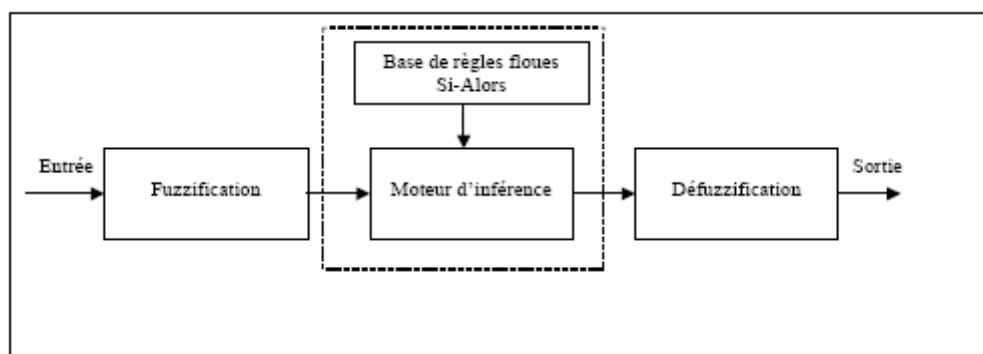 Base de règles floues
Si-Alors
Entrée
Fuzzification
Moteur d'inférence
Défuzzification
Sortie